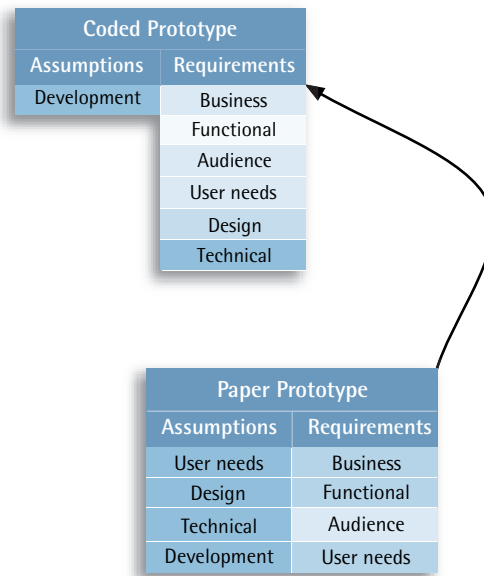 Coded Prototype
Assumptions Requirements
Development Business
Functional
Audience
User needs
Design
Technical
Paper Prototype
Assumptions Requirements
User needs Business
Design Functional
Technical Audience
Development User needs